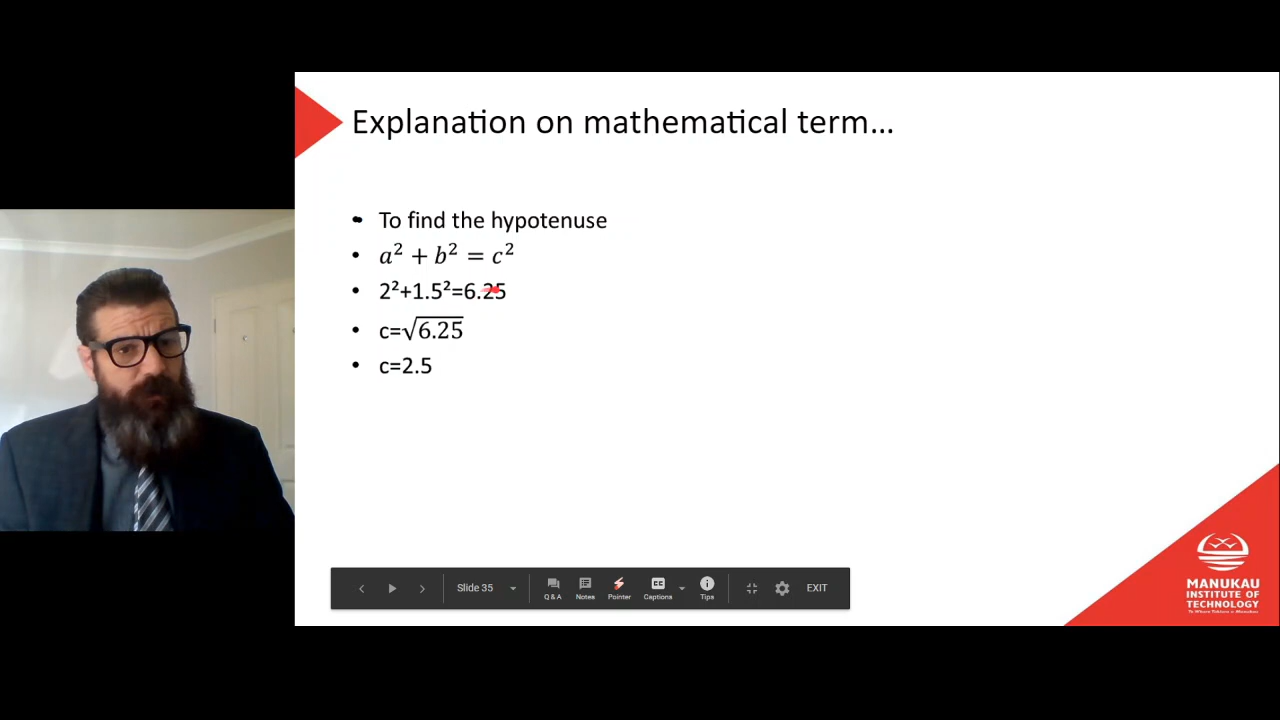 Explanation on mathematical term...
• To find the hypotenuse
• a² + b² = c²
• 2²+1.5²=6.25
• c=√6.25
• c=2.5
Slide 35
Q & A
Notes
Pointer
CC
Captions
Tips
EXIT
MANUKAU
INSTITUTE OF
TECHNOLOGY